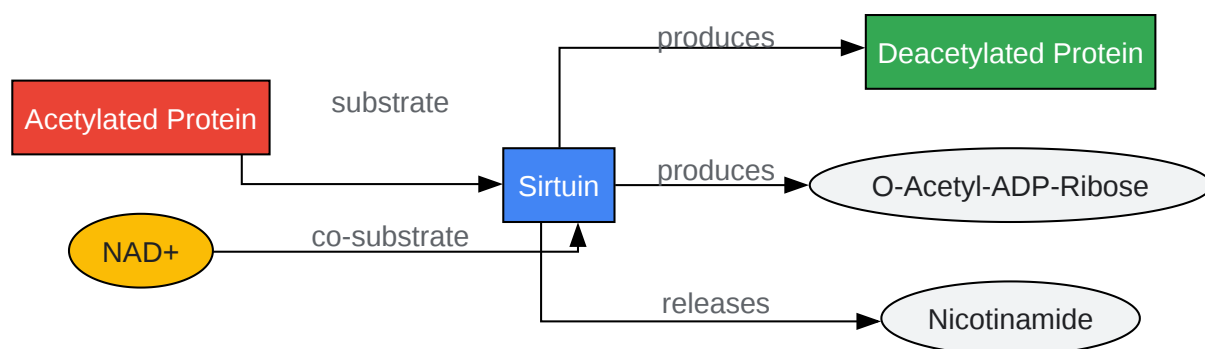 produces
Deacetylated Protein
Acetylated Protein
substrate
Sirtuin
produces
O-Acetyl-ADP-Ribose
NAD+
co-substrate
releases
Nicotinamide